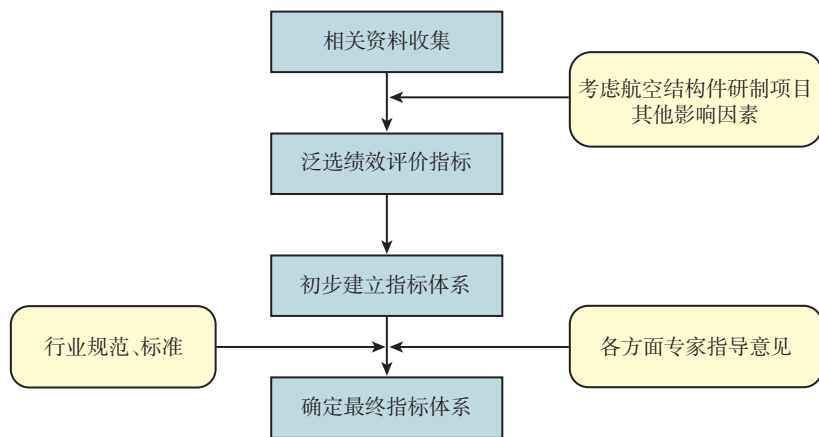 相关资料收集
考虑航空结构件研制项目
其他影响因素
泛选绩效评价指标
初步建立指标体系
行业规范、标准
各方面专家指导意见
确定最终指标体系